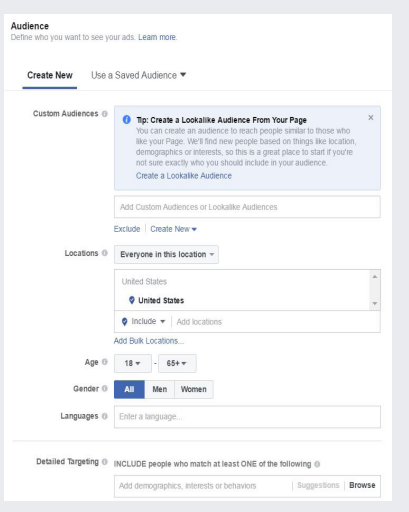 Audience
Define who you want to see your ads. Learn more.
Create New Use a Saved Audience
Custom Audiences
Tip: Create a Lookalike Audience From Your Page
You can create an audience to reach people similar to those who
like your Page. We'll find new people based on things like location,
demographics or interests, so this is a great place to start if you're
not sure exactly who you should include in your audience.
Create a Lookalike Audience
Add Custom Audiences or Lookalike Audiences
Exclude | Create New
Locations Everyone in this location
United States
United States
Include | Add locations
Add Bulk Locations...
Age 18 - 65+
Gender All Men Women
Languages Enter a language...
Detailed Targeting INCLUDE people who match at least ONE of the following
Add demographics, interests or behaviors | Suggestions | Browse